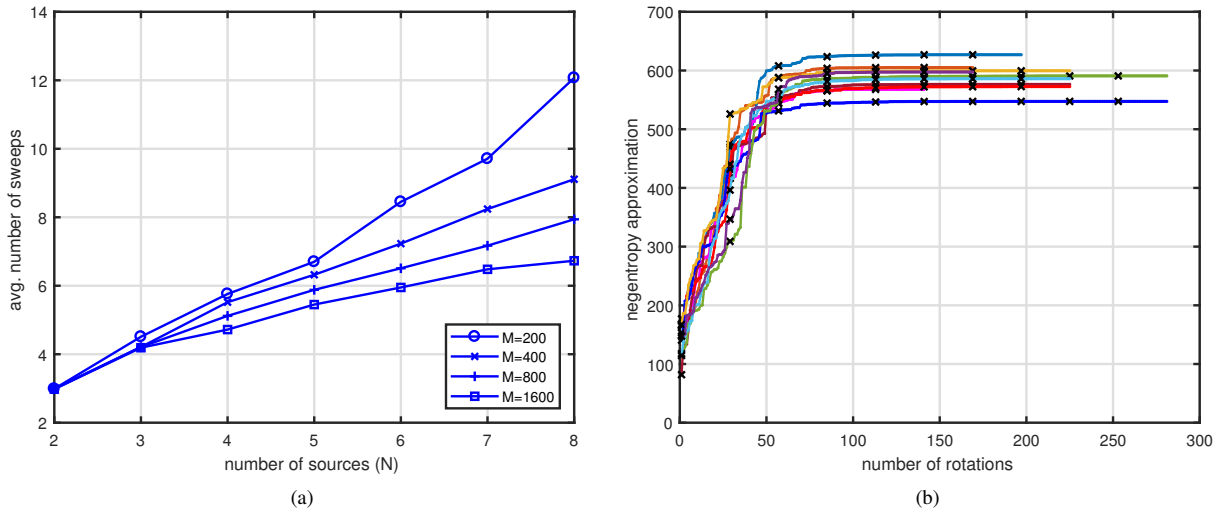 14
12
10
8
6
4
2
2
3
4
5
6
7
8
avg. number of sweeps
number of sources (N)
M=200
M=400
M=800
M=1600
(a)
700
600
500
400
300
200
100
0
0
50
100
150
200
250
300
negentropy approximation
number of rotations
(b)